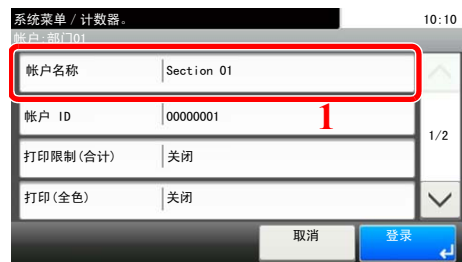 系统菜单 / 计数器。
10:10
帐户:部门01
帐户名称 Section 01
帐户 ID 00000001
1
1/2
打印限制(合计) 关闭
打印(全色) 关闭
取消 登录